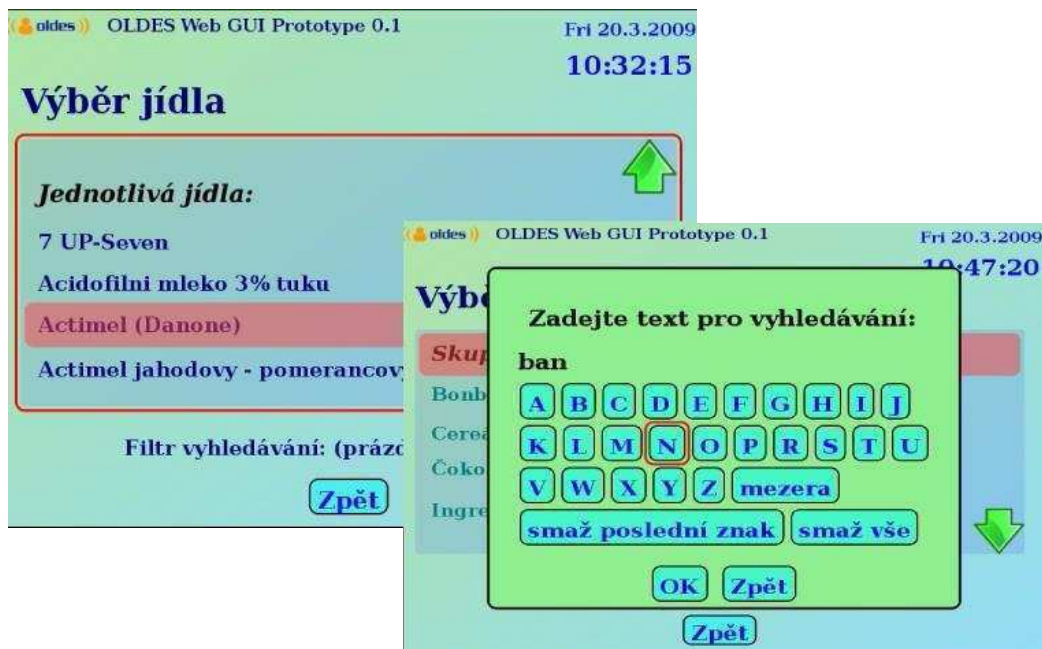 oldes OLDES Web GUI Prototype 0.1
Fri 20.3.2009
10:32:15
Výběr jídla
Jednotlivá jídla:
7 UP-Seven
Acidofilni mleko 3% tuku
Actimel (Danone)
Actimel jahodovy - pomerancov
Filtr vyhledávání: (prázd
Zpět
oldes OLDES Web GUI Prototype 0.1
Fri 20.3.2009
:47:20
Výb
Zadejte text pro vyhledávání:
ban
Skup
Bonb
Cereá
Čoko
Ingre
A B C D E F G H I J
K L M N O P R S T U
V W X Y Z mezera
smaž poslední znak smaž vše
OK Zpět
Zpět